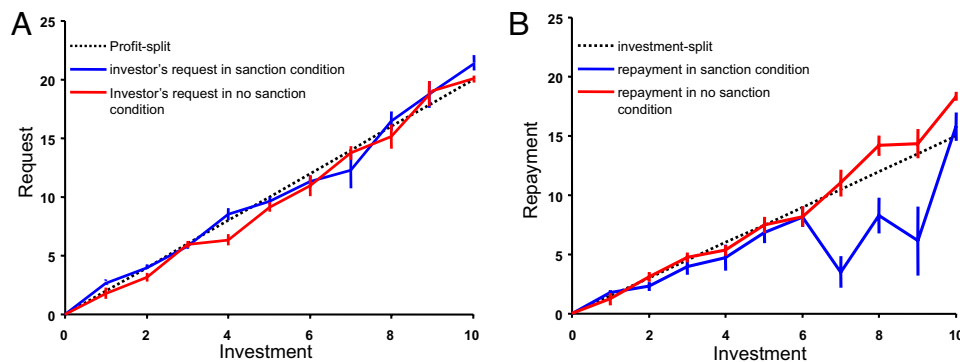 A
25
20
15
10
5
0
Request
Profit-split
investor's request in sanction condition
Investor's request in no sanction
condition
0 2 4 6 8 10
Investment
B
25
20
15
10
5
0
Repayment
investment-split
repayment in sanction condition
repayment in no sanction
condition
0 2 4 6 8 10
Investment